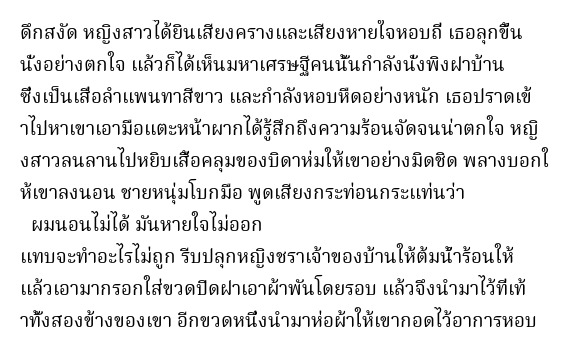 ดึกสงัด หญิงสาวได้ยินเสียงครางและเสียงหายใจหอบถี่ เธอลุกขึ้น
นั่งอย่างตกใจ แล้วก็ได้เห็นมหาเศรษฐีคนนั้นกำลังนั่งพิงฝาบ้าน
ซึ่งเป็นเสื่อลำแพนทาสีขาว และกำลังหอบหืดอย่างหนัก เธอปราดเข้
าไปหาเขาเอามือแตะหน้าผากได้รู้สึกถึงความร้อนจัดจนน่าตกใจ หญิ
งสาวลนลานไปหยิบเสื้อคลุมของบิดาห่มให้เขาอย่างมิดชิด พลางบอกใ
ห้เขาลงนอน ชายหนุ่มโบกมือ พูดเสียงกระท่อนกระแท่นว่า
ผมนอนไม่ได้ มันหายใจไม่ออก
แทบจะทำอะไรไม่ถูก รีบปลุกหญิงชราเจ้าของบ้านให้ต้มน้ำร้อนให้
แล้วเอามากรอกใส่ขวดปิดฝาเอาผ้าพันโดยรอบ แล้วจึงนำมาไว้ที่เท้
าทั้งสองข้างของเขา อีกขวดหนึ่งนำมาห่อผ้าให้เขากอดไว้อาการหอบ